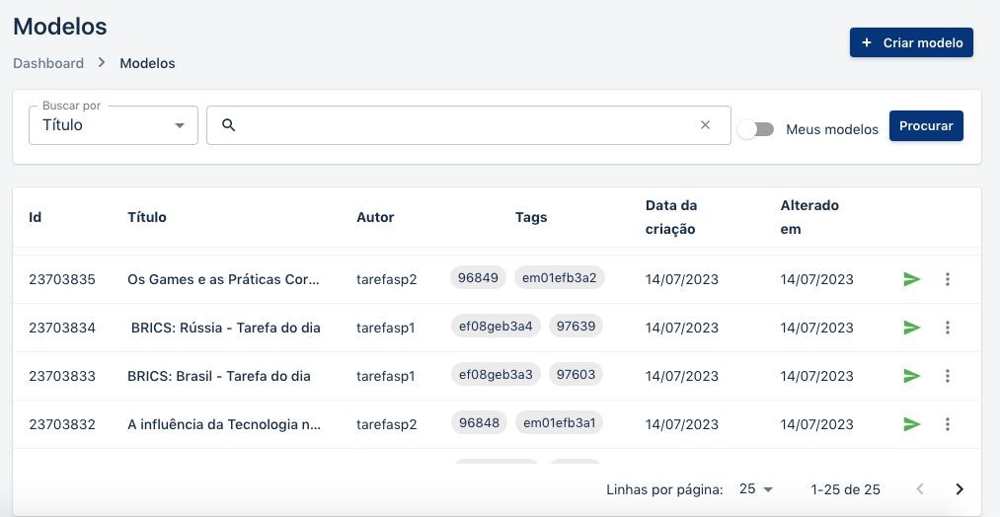 Modelos
+ Criar modelo
Dashboard > Modelos
Buscar por
Título
Meus modelos
Procurar
Id Título Autor Tags Data da criação Alterado em
23703835 Os Games e as Práticas Cor... tarefasp2 96849 em01efb3a2 14/07/2023 14/07/2023
23703834 BRICS: Rússia - Tarefa do dia tarefasp1 ef08geb3a4 97639 14/07/2023 14/07/2023
23703833 BRICS: Brasil - Tarefa do dia tarefasp1 ef08geb3a3 97603 14/07/2023 14/07/2023
23703832 A influência da Tecnologia n... tarefasp2 96848 em01efb3a1 14/07/2023 14/07/2023
Linhas por página: 25 1-25 de 25